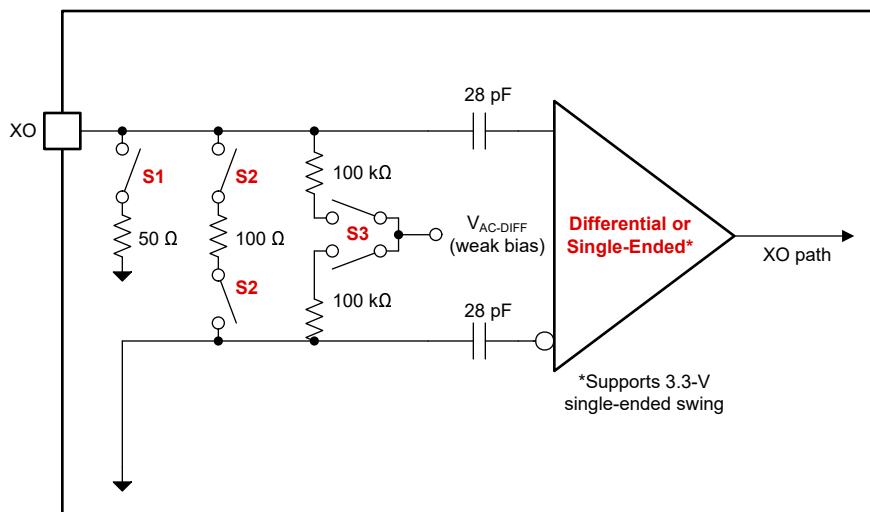 28 pF
XO
S1
S2
100 kΩ
50 Ω
100 Ω
S3
V_AC-DIFF
(weak bias)
Differential or
Single-Ended*
XO path
S2
100 kΩ
28 pF
*Supports 3.3-V
single-ended swing